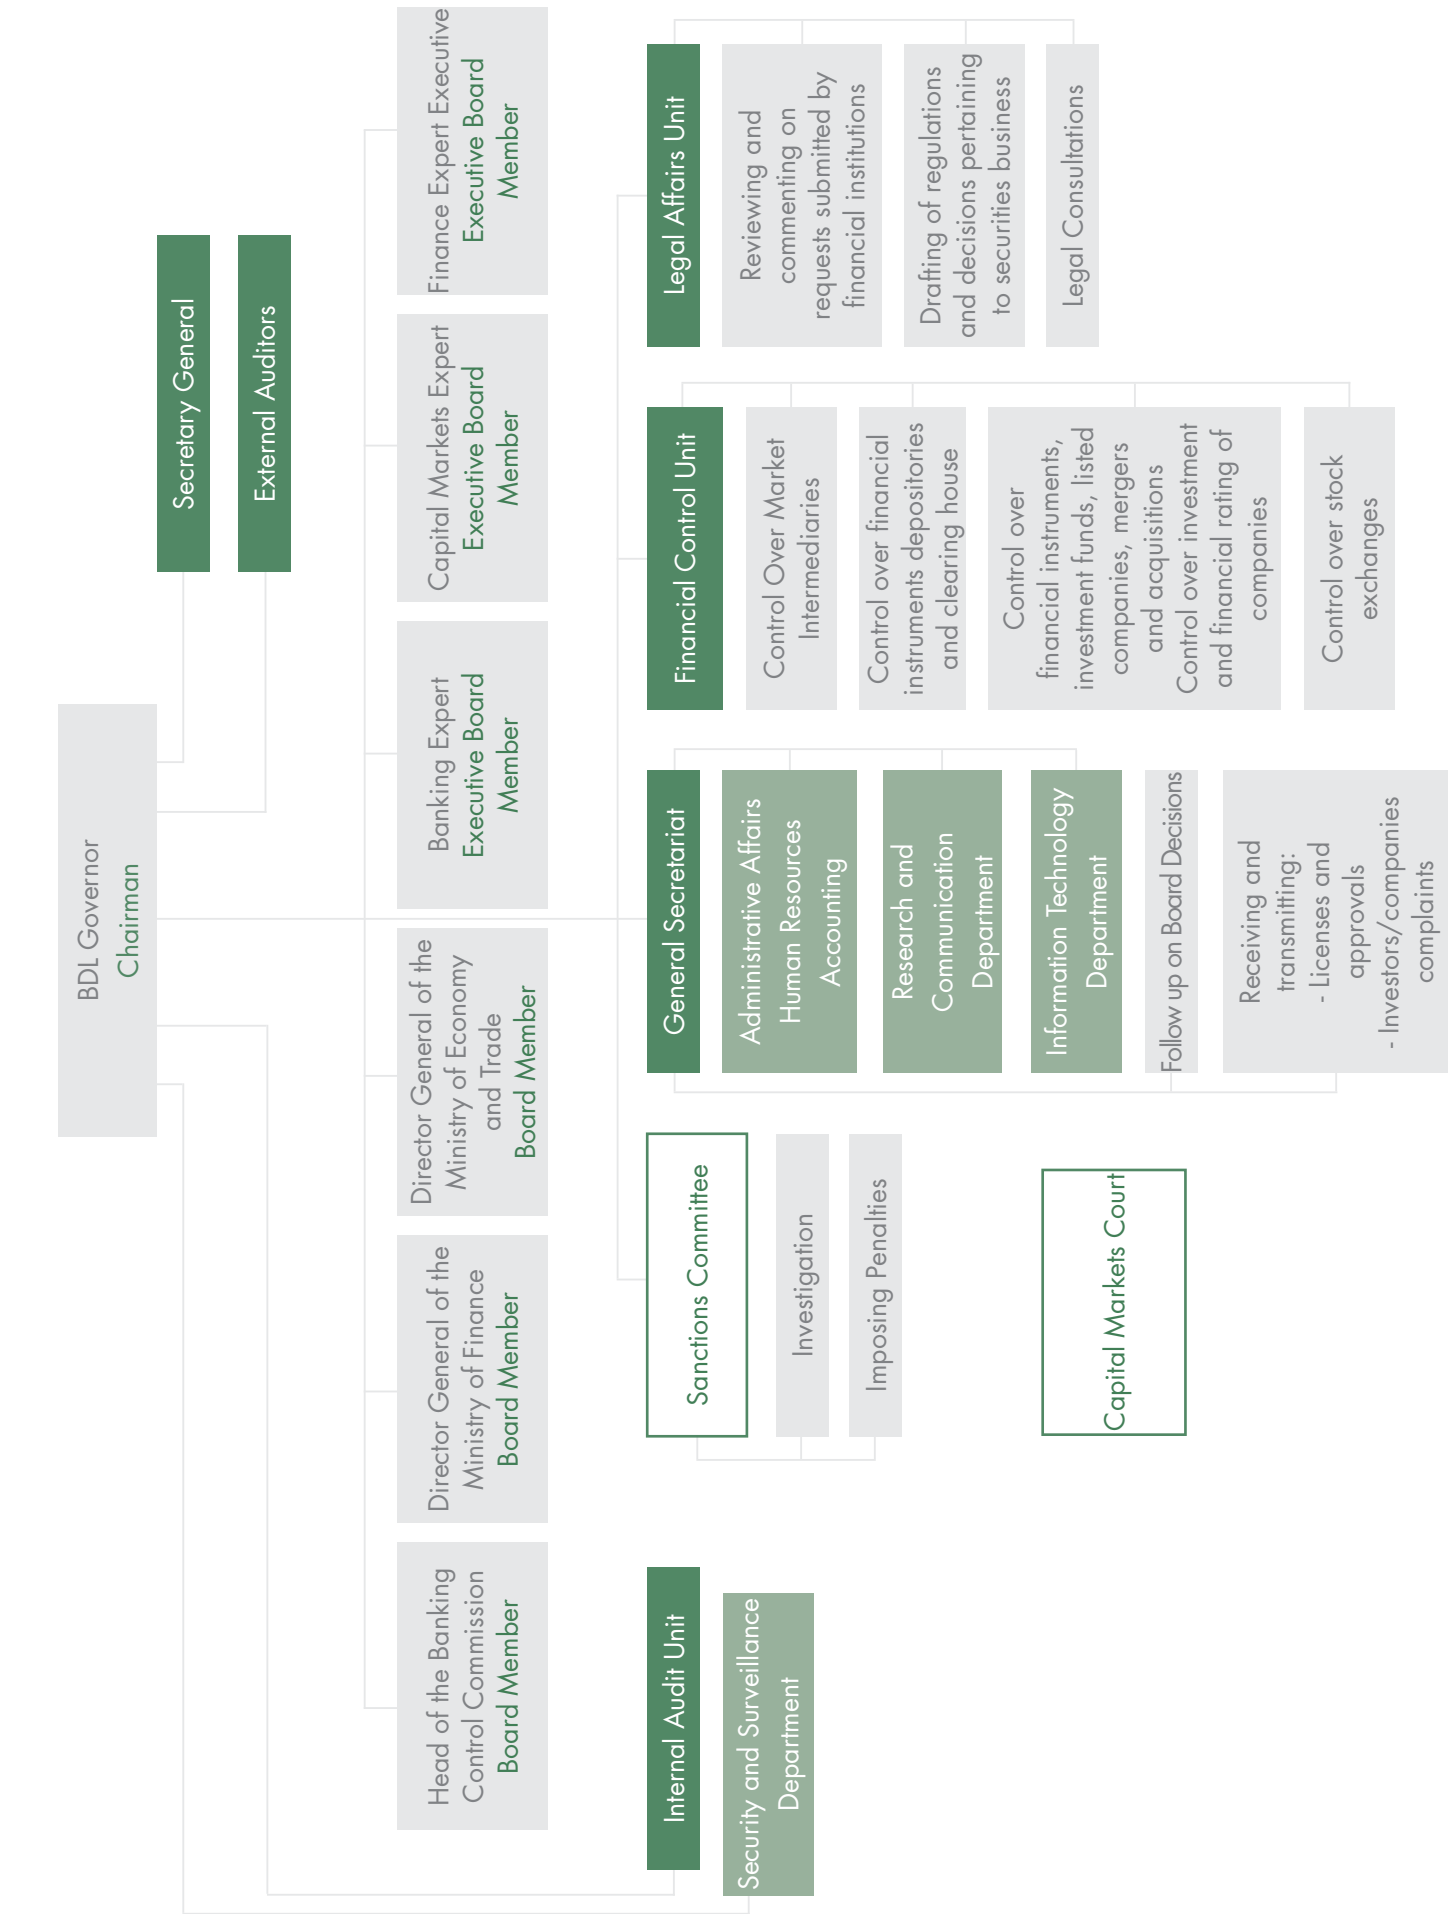 BDL Governor
Chairman
Secretary General
External Auditors
Head of the Banking
Control Commission
Board Member
Director General of the
Ministry of Finance
Board Member
Director General of the
Ministry of Economy
and Trade
Board Member
Banking Expert
Executive Board
Member
Capital Markets Expert
Executive Board
Member
Finance Expert Executive
Executive Board
Member
Internal Audit Unit
Security and Surveillance
Department
Sanctions Committee
Investigation
Imposing Penalties
Capital Markets Court
General Secretariat
Administrative Affairs
Human Resources
Accounting
Research and
Communication
Department
Information Technology
Department
Follow up on Board Decisions
Receiving and
transmitting:
- Licenses and
approvals
- Investors/companies
complaints
Financial Control Unit
Control Over Market
Intermediaries
Control over financial
instruments depositories
and clearing house
Control over
financial instruments,
investment funds, listed
companies, mergers
and acquisitions
Control over investment
and financial rating of
companies
Control over stock
exchanges
Legal Affairs Unit
Reviewing and
commenting on
requests submitted by
financial institutions
Drafting of regulations
and decisions pertaining
to securities business
Legal Consultations